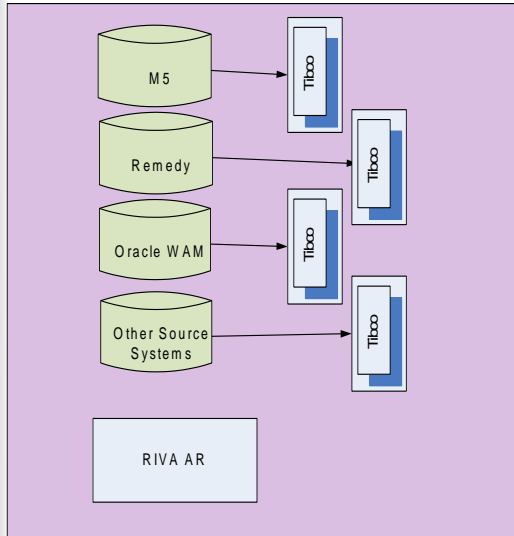 M5
Tibco
Remedy
Tibco
Oracle WAM
Tibco
Other Source
Systems
Tibco
RIVA AR